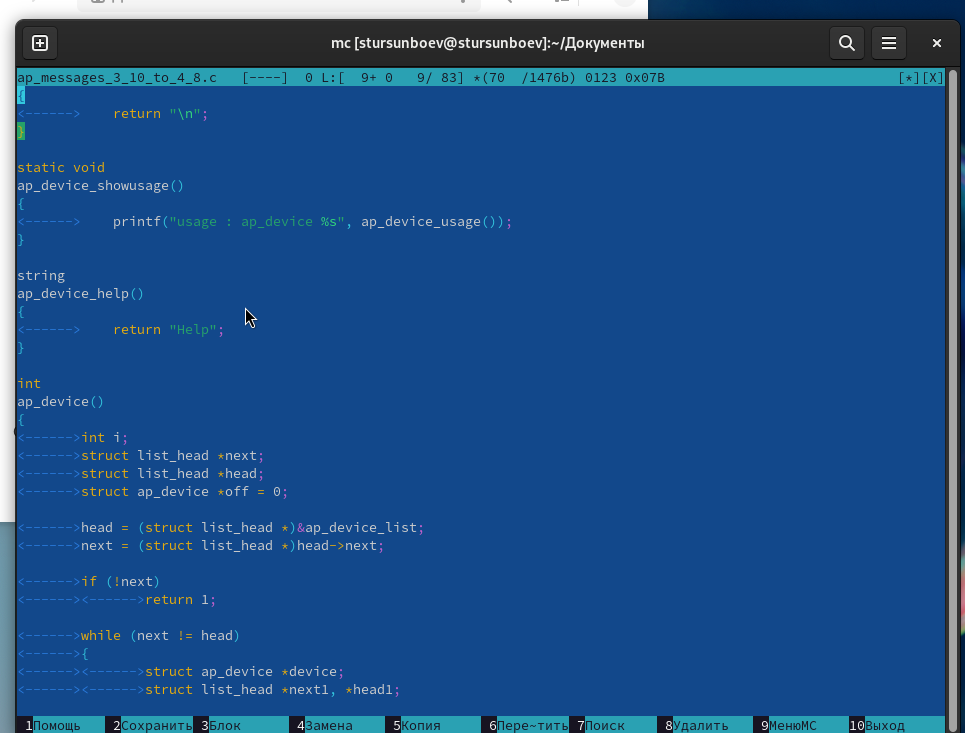 mc [stursunboev@stursunboev]:~/Документы
ap_messages_3_10_to_4_8.c   [----]  0 L:[  9+ 0   9/ 83] *(70  /1476b) 0123 0x07B [*][X]
{
<------>    return "\n";
}
static void
ap_device_showusage()
{
<------>    printf("usage : ap_device %s", ap_device_usage());
}
string
ap_device_help()
{
<------>    return "Help";
}
int
ap_device()
{
<------>int i;
<------>struct list_head *next;
<------>struct list_head *head;
<------>struct ap_device *off = 0;
<------>head = (struct list_head *)&ap_device_list;
<------>next = (struct list_head *)head->next;
<------>if (!next)
<------><------>return 1;
<------>while (next != head)
<------>{
<------><------>struct ap_device *device;
<------><------>struct list_head *next1, *head1;
1Помощь 2Сохранить 3Блок 4Замена 5Копия 6Пере~тить 7Поиск 8Удалить 9МенюMC 10Выход